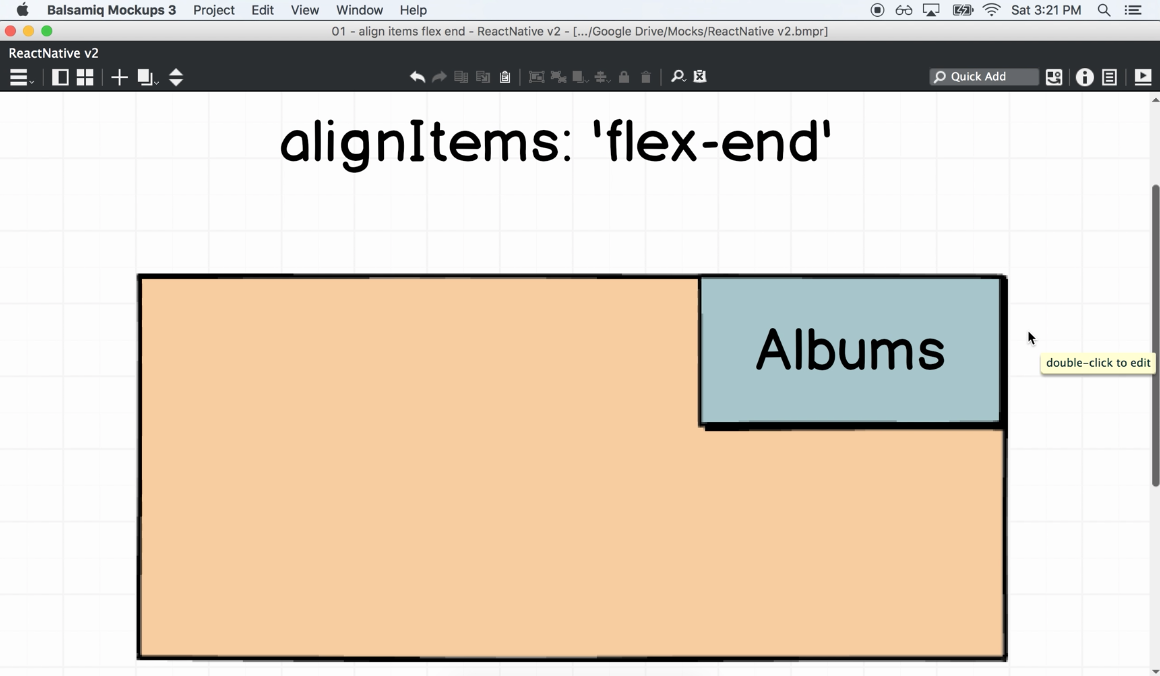 Balsamiq Mockups 3 Project Edit View Window Help Sat 3:21 PM
01 - align items flex end - ReactNative v2 - [.../Google Drive/Mocks/ReactNative v2.bmpr]
ReactNative v2
Quick Add
alignItems: 'flex-end'
Albums
double-click to edit